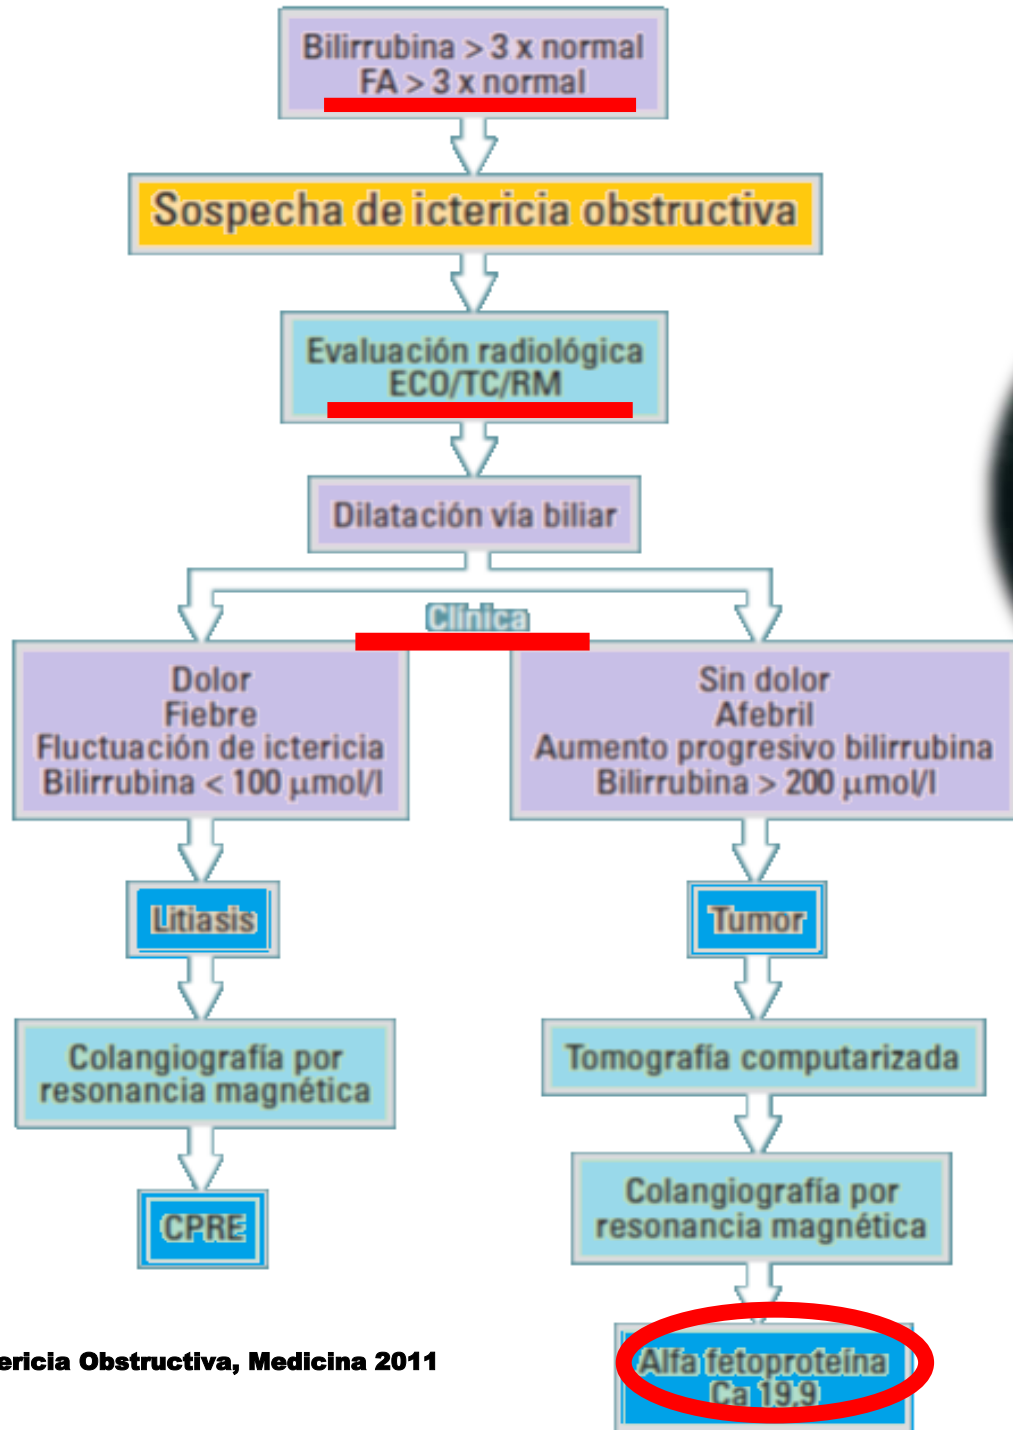 Bilirrubina > 3 x normal
FA > 3 x normal
Sospecha de ictericia obstructiva
Evaluación radiológica
ECO/TC/RM
Dilatación vía biliar
Clínica
Dolor
Fiebre
Fluctuación de ictericia
Bilirrubina < 100 μmol/l
Sin dolor
Afebril
Aumento progresivo bilirrubina
Bilirrubina > 200 μmol/l
Litiasis
Tumor
Colangiografía por
resonancia magnética
Tomografía computarizada
CPRE
Colangiografía por
resonancia magnética
Alfa fetoproteína
Ca 19,9
ericia Obstructiva, Medicina 2011